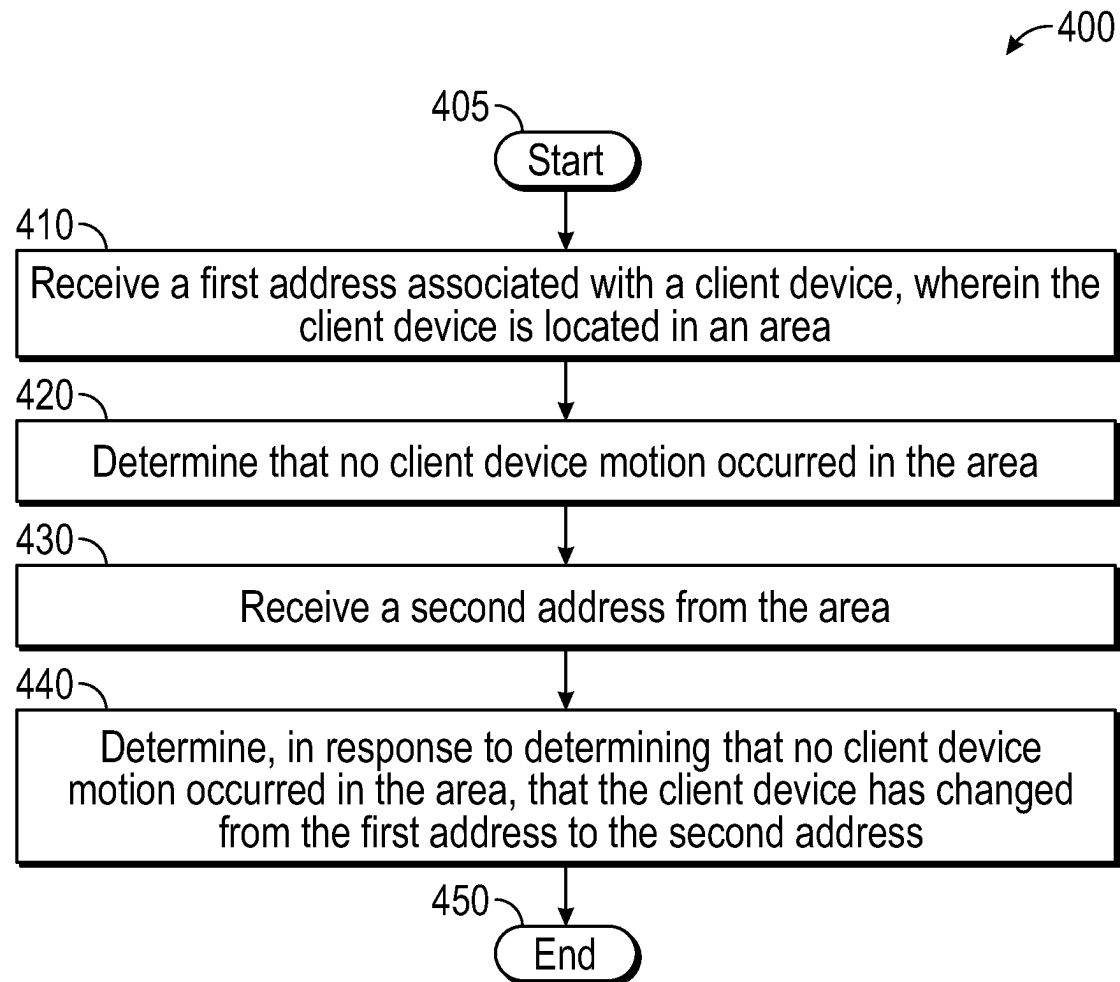 400
405
Start
410
Receive a first address associated with a client device, wherein the
client device is located in an area
420
Determine that no client device motion occurred in the area
430
Receive a second address from the area
440
Determine, in response to determining that no client device
motion occurred in the area, that the client device has changed
from the first address to the second address
450
End